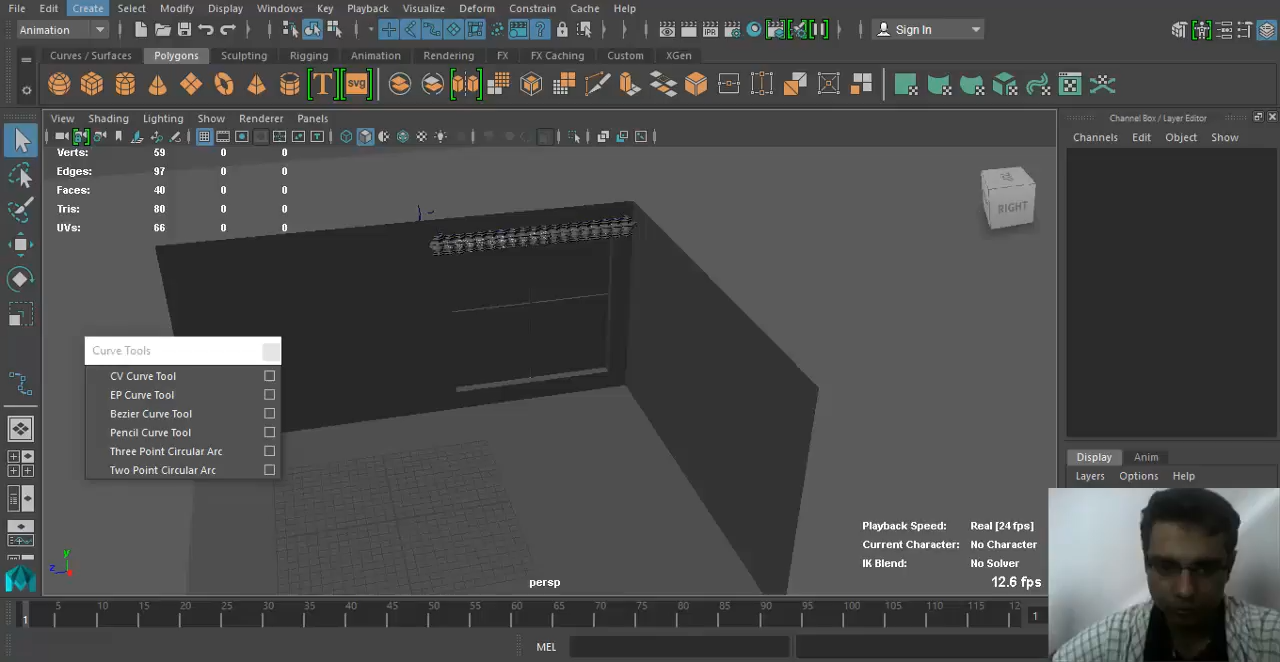 File Edit Create Select Modify Display Windows Key Playback Visualize Deform Constrain Cache Help
Animation Sign In
Curves / Surfaces Polygons Sculpting Rigging Animation Rendering FX FX Caching Custom XGen
T svg IPR
View Shading Lighting Show Renderer Panels
Channel Box / Layer Editor
Channels Edit Object Show
Verts: 59 0 0
Edges: 97 0 0
Faces: 40 0 0
Tris: 80 0 0
UVs: 66 0 0
RIGHT
Curve Tools
CV Curve Tool
EP Curve Tool
Bezier Curve Tool
Pencil Curve Tool
Three Point Circular Arc
Two Point Circular Arc
Display Anim
Layers Options Help
Playback Speed: Real [24 fps]
Current Character: No Character
IK Blend: No Solver
12.6 fps
y
z
persp
1 5 10 15 20 25 30 35 40 45 50 55 60 65 70 75 80 85 90 95 100 105 110 115 12 1
MEL